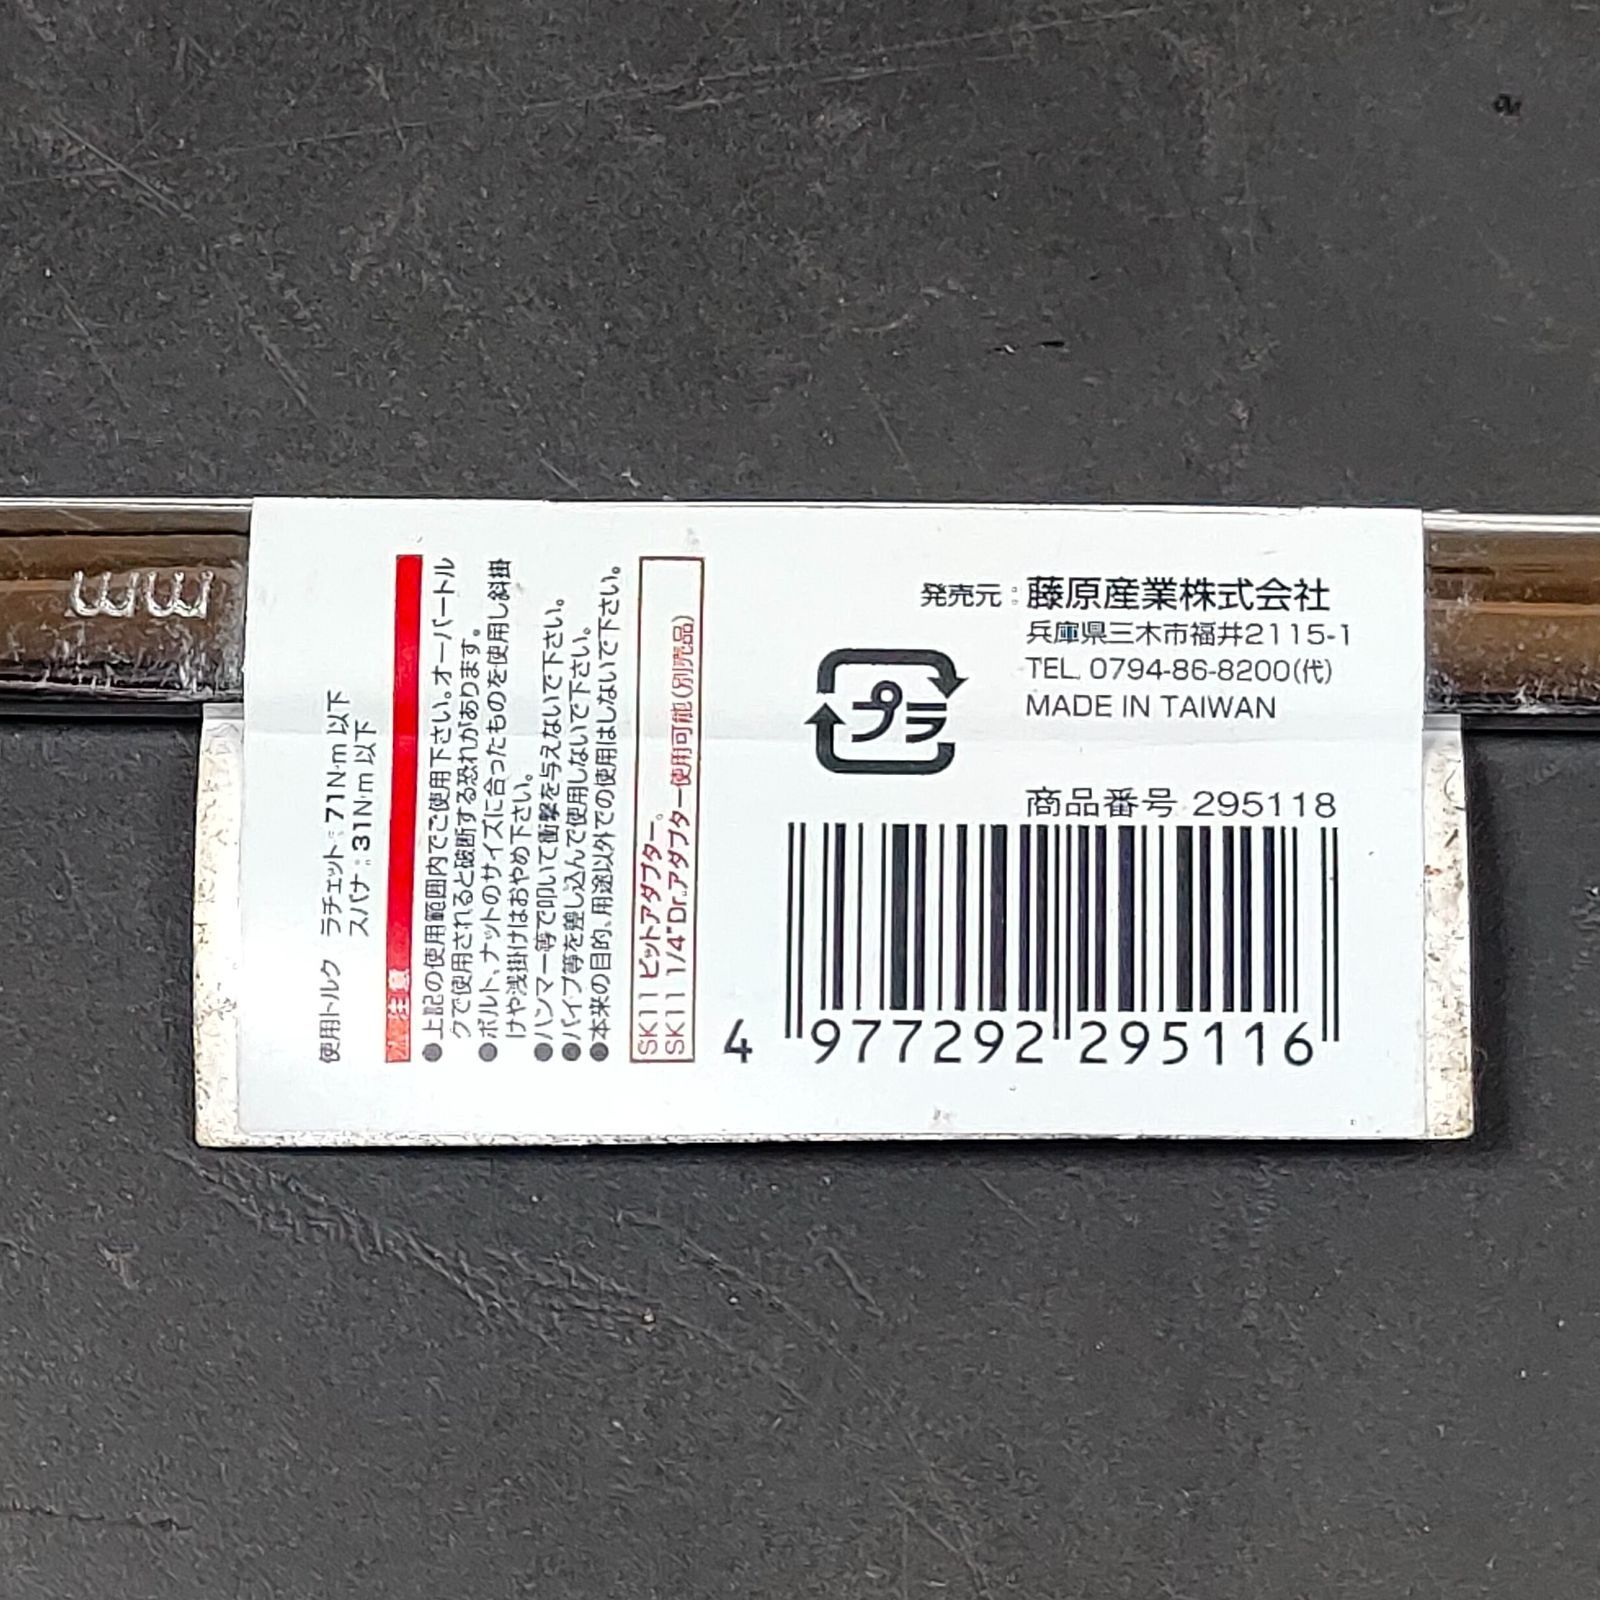 使用トルク ラチェット：71N·m 以下
スパナ：31N·m 以下
注意
●上記の使用範囲内でご使用下さい。オーバートル
クで使用されると破断する恐れがあります。
●ボルト、ナットのサイズに合ったものを使用し斜掛
けや浅掛けはおやめ下さい。
●ハンマー等で叩いて衝撃を与えないで下さい。
●パイプ等を差し込んで使用しないで下さい。
●本来の目的、用途以外での使用はしないで下さい。
SK11 ビットアダプター。
SK11 1/4"Dr.アダプター使用可能（別売品）
発売元：藤原産業株式会社
兵庫県三木市福井2115-1
TEL. 0794-86-8200(代)
MADE IN TAIWAN
プラ
商品番号 295118
4 977292 295116